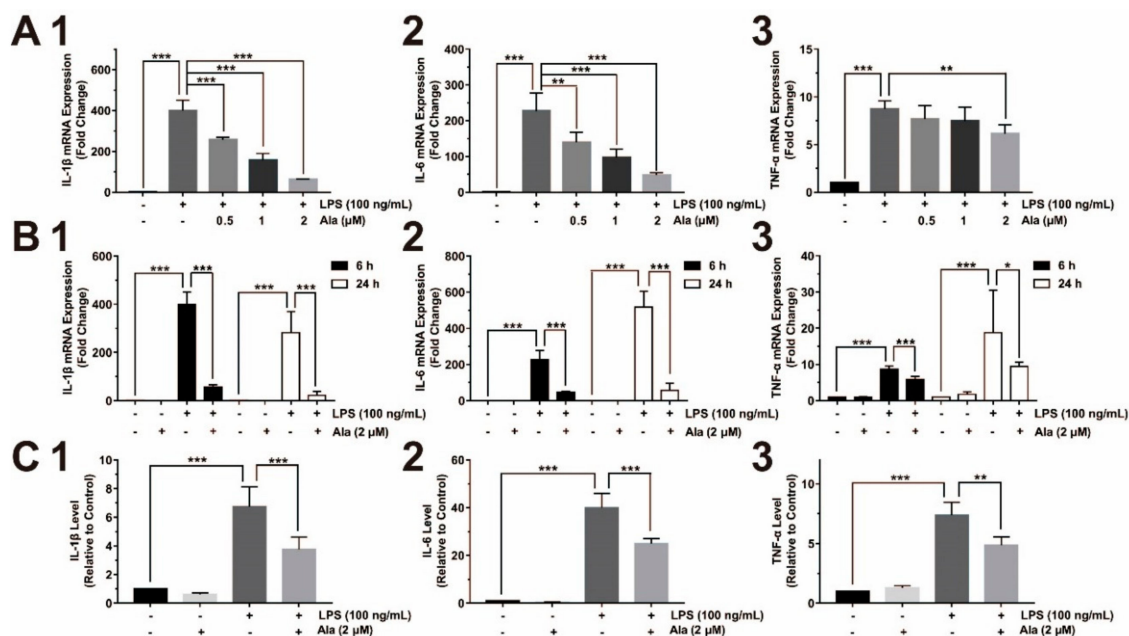 A 1
IL-1β mRNA Expression
(Fold Change)
600
400
200
0
***
***
***
***
- + + + + LPS (100 ng/mL)
- - 0.5 1 2 Ala (μM)
2
IL-6 mRNA Expression
(Fold Change)
400
300
200
100
0
***
***
***
**
- + + + + LPS (100 ng/mL)
- - 0.5 1 2 Ala (μM)
3
TNF-α mRNA Expression
(Fold Change)
15
10
5
0
***
**
- + + + + LPS (100 ng/mL)
- - 0.5 1 2 Ala (μM)
B 1
IL-1β mRNA Expression
(Fold Change)
600
400
200
0
*** ***
*** ***
6 h
24 h
- - + + - - + + LPS (100 ng/mL)
- + - + - + - + Ala (2 μM)
2
IL-6 mRNA Expression
(Fold Change)
800
600
400
200
0
*** ***
*** ***
6 h
24 h
- - + + - - + + LPS (100 ng/mL)
- + - + - + - + Ala (2 μM)
3
TNF-α mRNA Expression
(Fold Change)
40
30
20
10
0
*** *
*** ***
6 h
24 h
- - + + - - + + LPS (100 ng/mL)
- + - + - + - + Ala (2 μM)
C 1
IL-1β Level
(Relative to Control)
10
8
6
4
2
0
*** ***
- - + + LPS (100 ng/mL)
- + - + Ala (2 μM)
2
IL-6 Level
(Relative to Control)
60
40
20
0
*** ***
- - + + LPS (100 ng/mL)
- + - + Ala (2 μM)
3
TNF-α Level
(Relative to Control)
10
5
0
*** **
- - + + LPS (100 ng/mL)
- + - + Ala (2 μM)